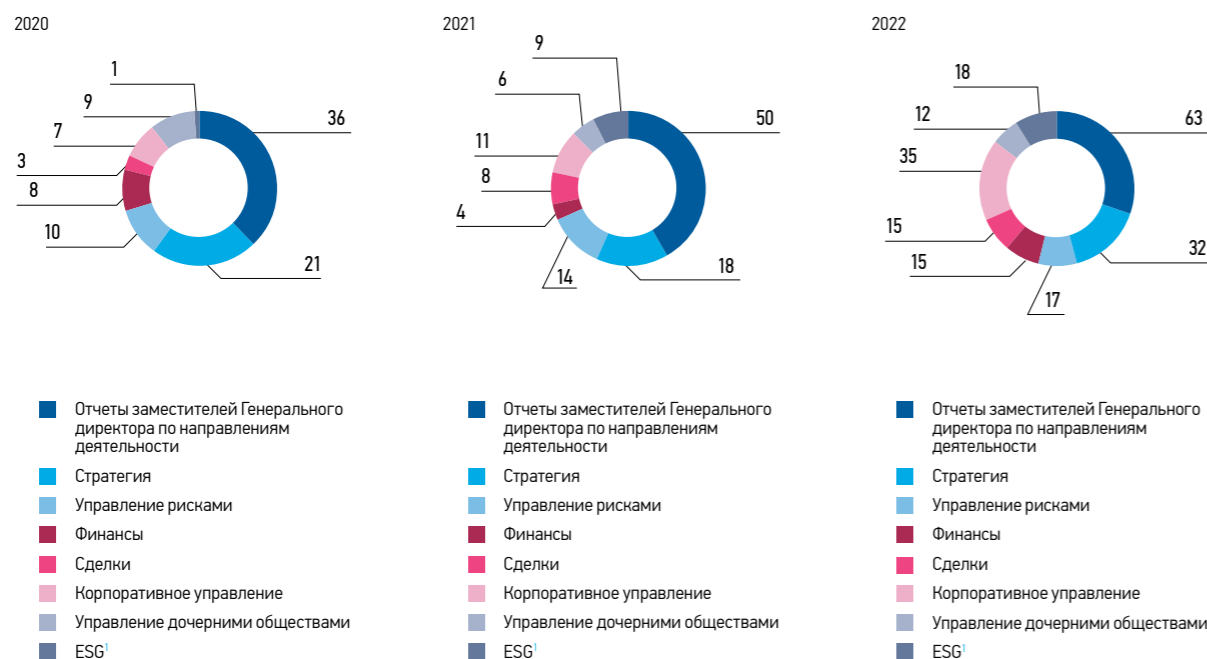 2020
1
9
36
7
3
8
10
21
Отчеты заместителей Генерального
директора по направлениям
деятельности
Стратегия
Управление рисками
Финансы
Сделки
Корпоративное управление
Управление дочерними обществами
ESG¹
2021
9
6
50
11
8
4
14
18
Отчеты заместителей Генерального
директора по направлениям
деятельности
Стратегия
Управление рисками
Финансы
Сделки
Корпоративное управление
Управление дочерними обществами
ESG¹
2022
18
12
63
35
15
15
17
32
Отчеты заместителей Генерального
директора по направлениям
деятельности
Стратегия
Управление рисками
Финансы
Сделки
Корпоративное управление
Управление дочерними обществами
ESG¹